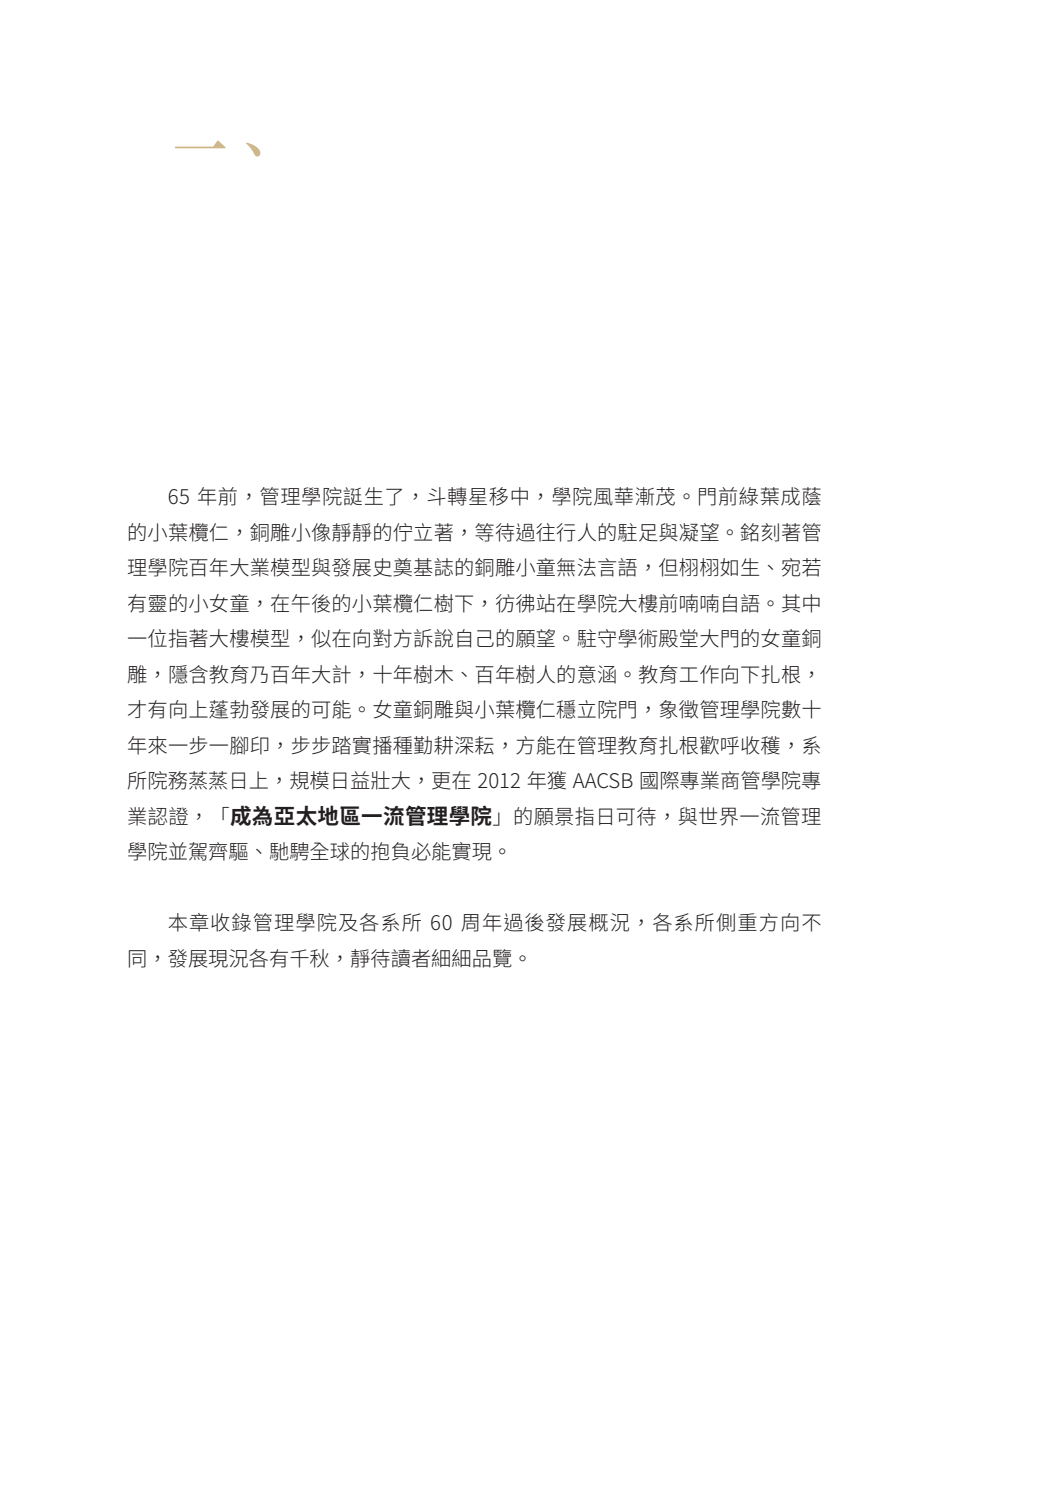 一、
65 年前，管理學院誕生了，斗轉星移中，學院風華漸茂。門前綠葉成蔭
的小葉欖仁，銅雕小像靜靜的佇立著，等待過往行人的駐足與凝望。銘刻著管
理學院百年大業模型與發展史奠基誌的銅雕小童無法言語，但栩栩如生、宛若
有靈的小女童，在午後的小葉欖仁樹下，彷彿站在學院大樓前喃喃自語。其中
一位指著大樓模型，似在向對方訴說自己的願望。駐守學術殿堂大門的女童銅
雕，隱含教育乃百年大計，十年樹木、百年樹人的意涵。教育工作向下扎根，
才有向上蓬勃發展的可能。女童銅雕與小葉欖仁穩立院門，象徵管理學院數十
年來一步一腳印，步步踏實播種勤耕深耘，方能在管理教育扎根歡呼收穫，系
所院務蒸蒸日上，規模日益壯大，更在 2012 年獲 AACSB 國際專業商管學院專
業認證，「成為亞太地區一流管理學院」的願景指日可待，與世界一流管理
學院並駕齊驅、馳騁全球的抱負必能實現。
本章收錄管理學院及各系所 60 周年過後發展概況，各系所側重方向不
同，發展現況各有千秋，靜待讀者細細品覽。